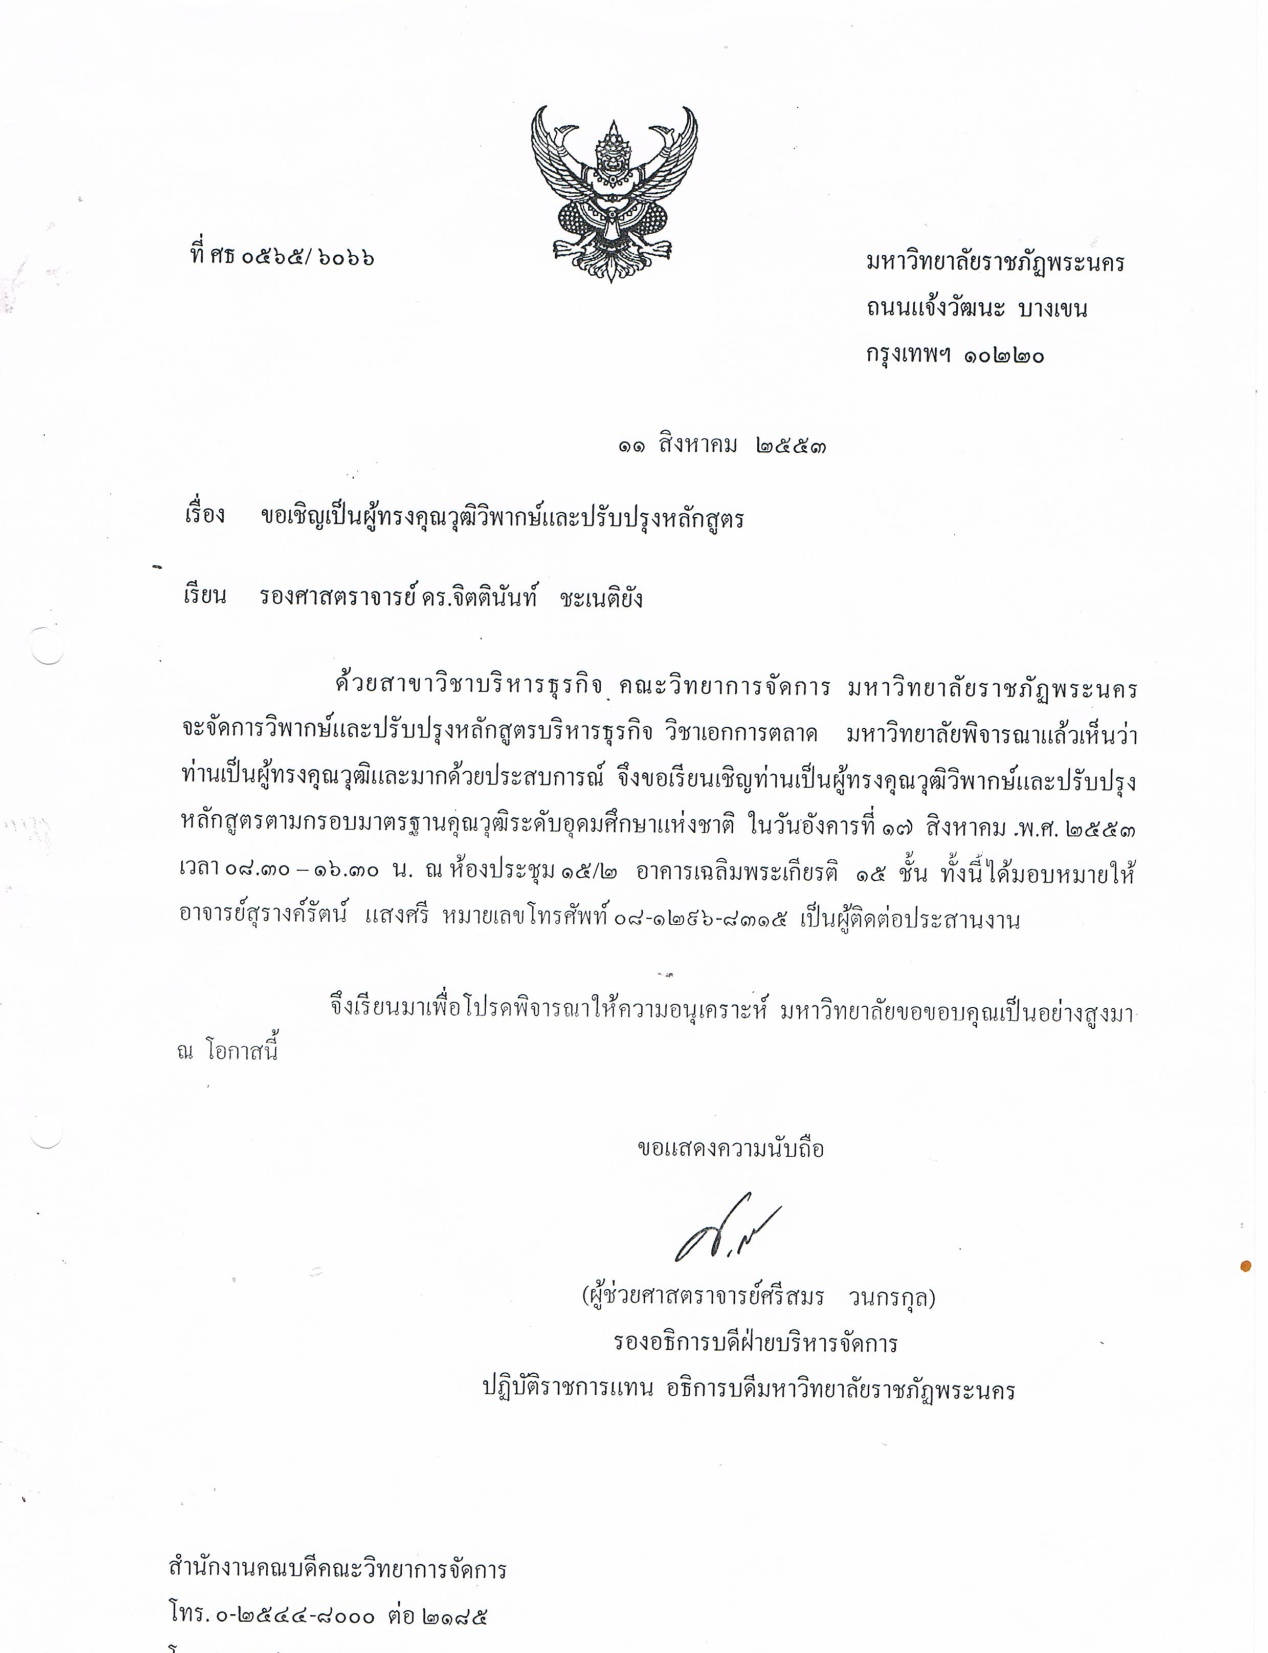 ที่ ศธ ๐๕๖๕/ ๖๐๖๖
มหาวิทยาลัยราชภัฏพระนคร
ถนนแจ้งวัฒนะ บางเขน
กรุงเทพฯ ๑๐๒๒๐
๑๑ สิงหาคม ๒๕๕๓
เรื่อง ขอเชิญเป็นผู้ทรงคุณวุฒิวิพากษ์และปรับปรุงหลักสูตร
เรียน รองศาสตราจารย์ ดร.จิตตินันท์ ชะเนติยัง
ด้วยสาขาวิชาบริหารธุรกิจ คณะวิทยาการจัดการ มหาวิทยาลัยราชภัฏพระนคร
จะจัดการวิพากษ์และปรับปรุงหลักสูตรบริหารธุรกิจ วิชาเอกการตลาด มหาวิทยาลัยพิจารณาแล้วเห็นว่า
ท่านเป็นผู้ทรงคุณวุฒิและมากด้วยประสบการณ์ จึงขอเรียนเชิญท่านเป็นผู้ทรงคุณวุฒิวิพากษ์และปรับปรุง
หลักสูตรตามกรอบมาตรฐานคุณวุฒิระดับอุดมศึกษาแห่งชาติ ในวันอังคารที่ ๑๗ สิงหาคม .พ.ศ. ๒๕๕๓
เวลา ๐๘.๓๐ – ๑๖.๓๐ น. ณ ห้องประชุม ๑๕/๒ อาคารเฉลิมพระเกียรติ ๑๕ ชั้น ทั้งนี้ได้มอบหมายให้
อาจารย์สุรางค์รัตน์ แสงศรี หมายเลขโทรศัพท์ ๐๘-๑๒๙๖-๘๓๑๕ เป็นผู้ติดต่อประสานงาน
จึงเรียนมาเพื่อโปรดพิจารณาให้ความอนุเคราะห์ มหาวิทยาลัยขอขอบคุณเป็นอย่างสูงมา
ณ โอกาสนี้
ขอแสดงความนับถือ
(ผู้ช่วยศาสตราจารย์ศรีสมร วนกรกุล)
รองอธิการบดีฝ่ายบริหารจัดการ
ปฏิบัติราชการแทน อธิการบดีมหาวิทยาลัยราชภัฏพระนคร
สำนักงานคณบดีคณะวิทยาการจัดการ
โทร. ๐-๒๕๔๔-๘๐๐๐ ต่อ ๒๑๘๕